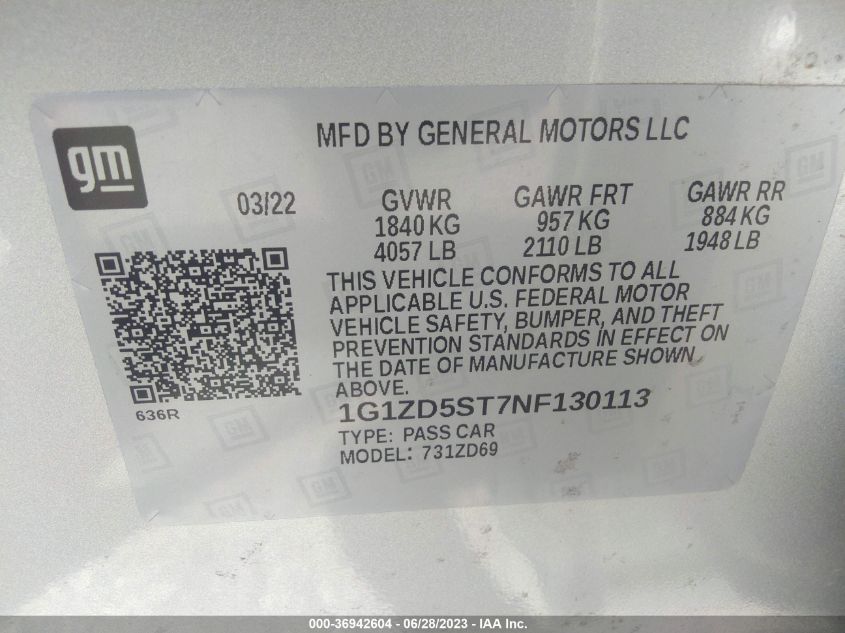 gm
MFD BY GENERAL MOTORS LLC
03/22
GVWR
1840 KG
4057 LB
GAWR FRT
957 KG
2110 LB
GAWR RR
884 KG
1948 LB
THIS VEHICLE CONFORMS TO ALL
APPLICABLE U.S. FEDERAL MOTOR
VEHICLE SAFETY, BUMPER, AND THEFT
PREVENTION STANDARDS IN EFFECT ON
THE DATE OF MANUFACTURE SHOWN
ABOVE.
636R
1G1ZD5ST7NF130113
TYPE: PASS CAR
MODEL: 731ZD69
000-36942604 / 06/28/2023 - IAA Inc.